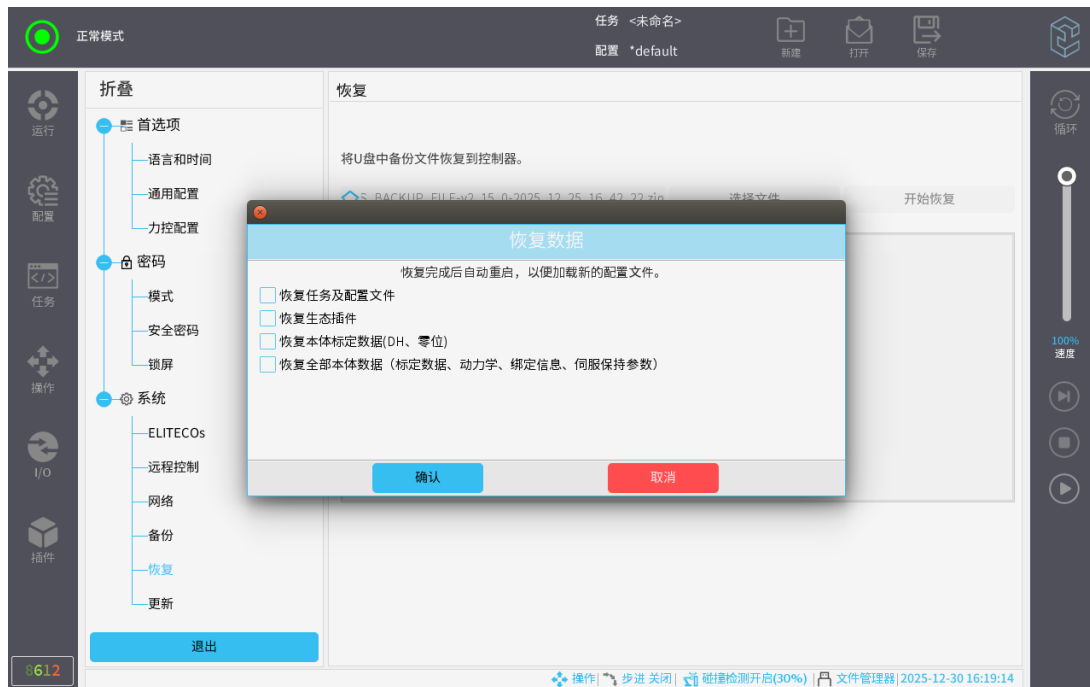 正常模式
任务 <未命名>
配置 *default
新建
打开
保存
运行
配置
任务
操作
I/O
插件
8612
折叠
首选项
语言和时间
通用配置
力控配置
密码
模式
安全密码
锁屏
系统
ELITECOs
远程控制
网络
备份
恢复
更新
退出
恢复
将U盘中备份文件恢复到控制器。
S_BACKUP_FILE-v2_15_0-2025_12_25_16_42_22.zip
选择文件
开始恢复
恢复数据
恢复完成后自动重启，以便加载新的配置文件。
恢复任务及配置文件
恢复生态插件
恢复本体标定数据(DH、零位)
恢复全部本体数据（标定数据、动力学、绑定信息、伺服保持参数）
确认
取消
循环
100%
速度
操作| 步进 关闭| 碰撞检测开启(30%) | 文件管理器|2025-12-30 16:19:14